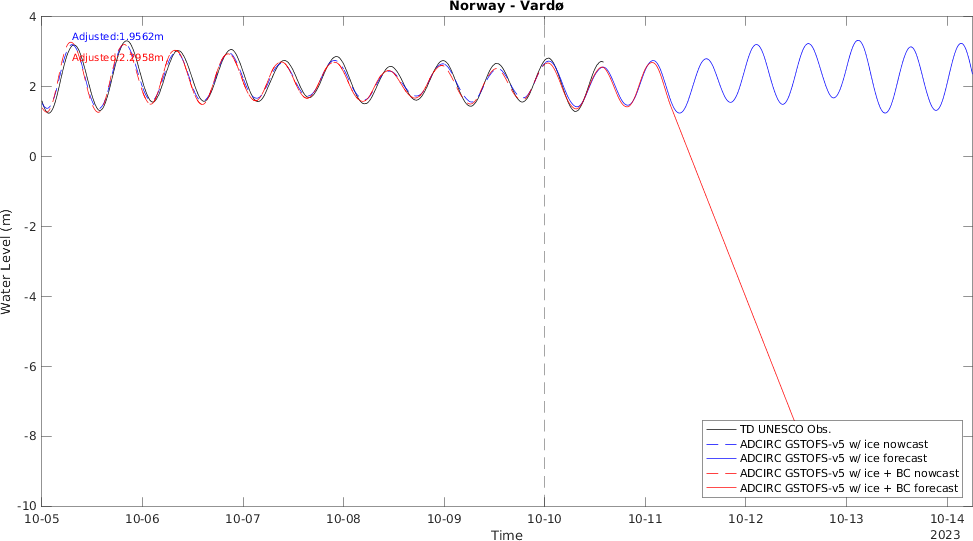 Norway - Vardø
4
2
0
-2
-4
-6
-8
-10
Water Level (m)
Adjusted:1.9562m
Adjusted:2.2958m
TD UNESCO Obs.
ADCIRC GSTOFS-v5 w/ ice nowcast
ADCIRC GSTOFS-v5 w/ ice forecast
ADCIRC GSTOFS-v5 w/ ice + BC nowcast
ADCIRC GSTOFS-v5 w/ ice + BC forecast
10-05 10-06 10-07 10-08 10-09 10-10 10-11 10-12 10-13 10-14
Time
2023